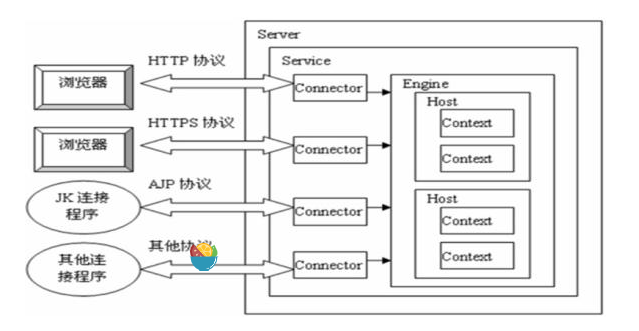 Server
HTTP 协议
Service
浏览器
Connector
Engine
Host
Context
HTTPS 协议
浏览器
Connector
Context
AJP 协议
JK 连接
程序
Connector
Host
Context
其他协议
其他连
接程序
Connector
Context